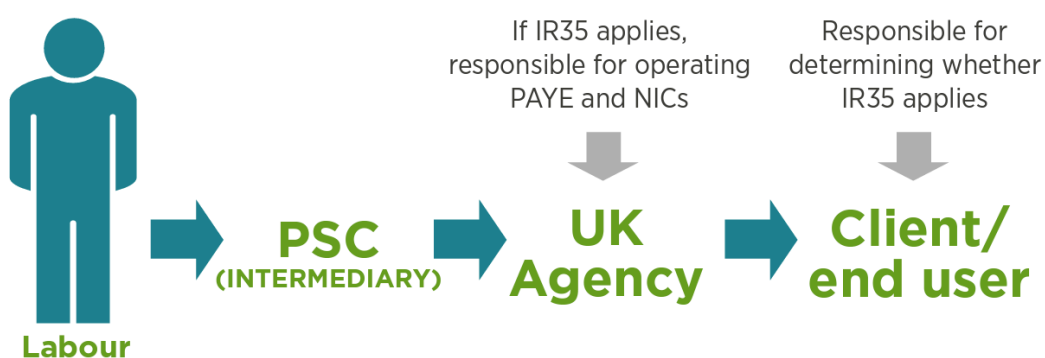 If IR35 applies,
responsible for operating
PAYE and NICs
Responsible for
determining whether
IR35 applies
Labour
PSC
(INTERMEDIARY)
UK
Agency
Client/
end user